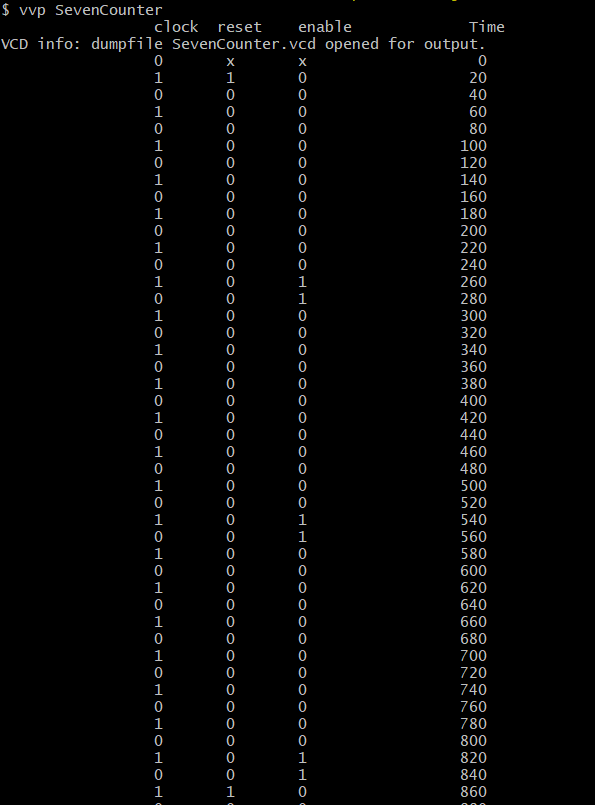 $ vvp SevenCounter
clock reset enable Time
VCD info: dumpfile SevenCounter.vcd opened for output.
0 x x 0
1 1 0 20
0 0 0 40
1 0 0 60
0 0 0 80
1 0 0 100
0 0 0 120
1 0 0 140
0 0 0 160
1 0 0 180
0 0 0 200
1 0 0 220
0 0 0 240
1 0 1 260
0 0 1 280
1 0 0 300
0 0 0 320
1 0 0 340
0 0 0 360
1 0 0 380
0 0 0 400
1 0 0 420
0 0 0 440
1 0 0 460
0 0 0 480
1 0 0 500
0 0 0 520
1 0 1 540
0 0 1 560
1 0 0 580
0 0 0 600
1 0 0 620
0 0 0 640
1 0 0 660
0 0 0 680
1 0 0 700
0 0 0 720
1 0 0 740
0 0 0 760
1 0 0 780
0 0 0 800
1 0 1 820
0 0 1 840
1 1 0 860